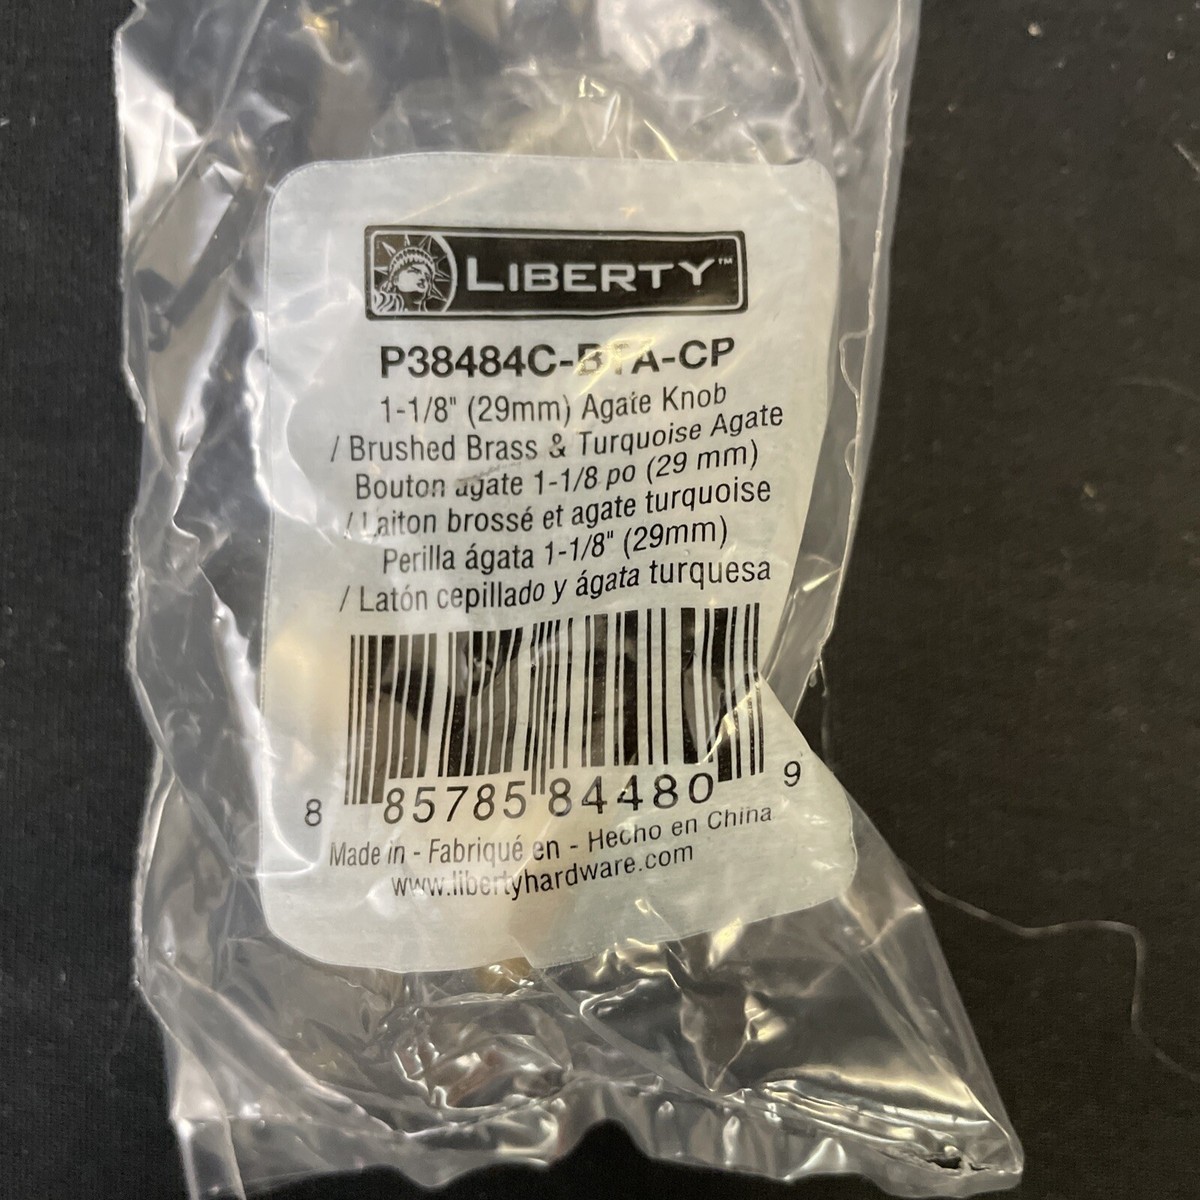 LIBERTY™
P38484C-BTA-CP
1-1/8" (29mm) Agate Knob
/ Brushed Brass & Turquoise Agate
Bouton agate 1-1/8 po (29 mm)
/ Laiton brossé et agate turquoise
Perilla ágata 1-1/8" (29mm)
/ Latón cepillado y ágata turquesa
8 85785 84480 9
Made in - Fabriqué en - Hecho en China
www.libertyhardware.com